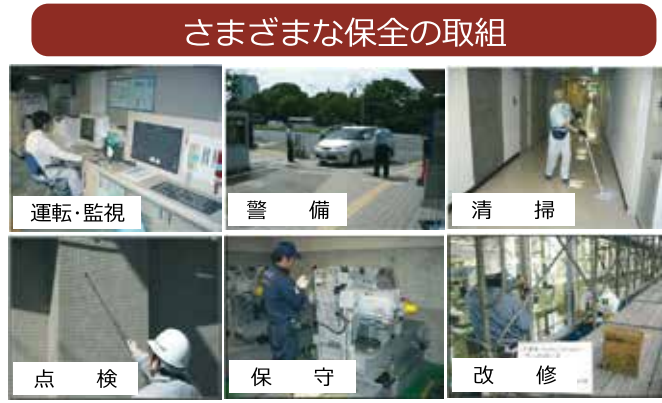 さまざまな保全の取組
運転・監視
警　備
清　掃
点　検
保　守
改　修